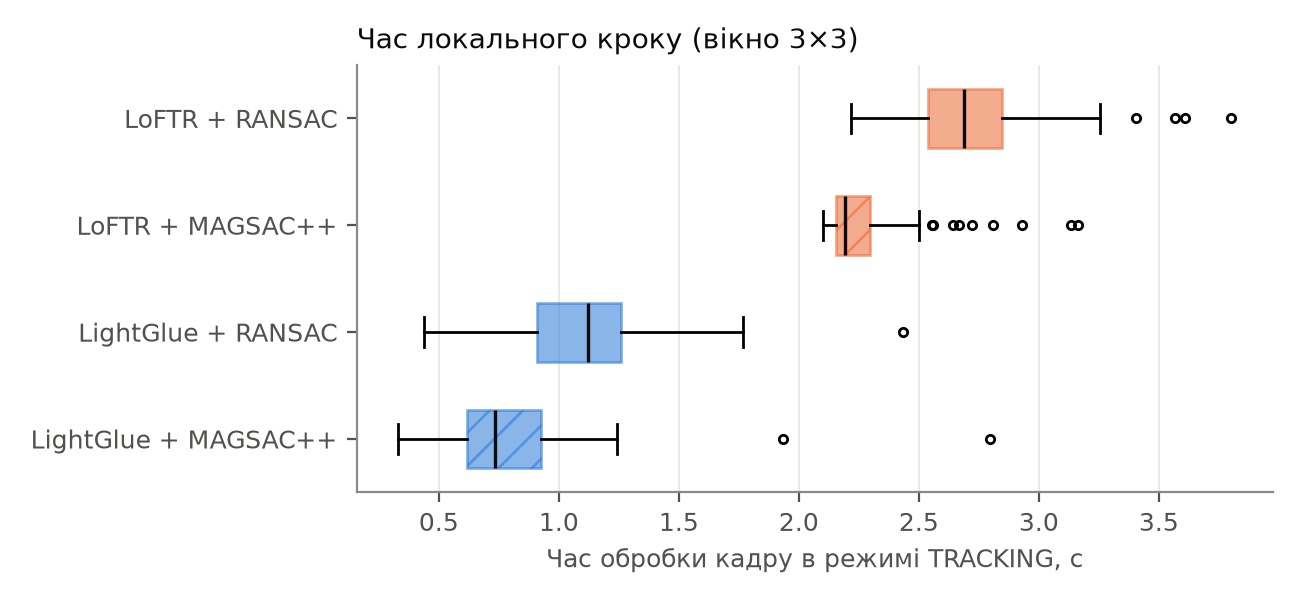 Час локального кроку (вікно 3×3)
LoFTR + RANSAC
LoFTR + MAGSAC++
LightGlue + RANSAC
LightGlue + MAGSAC++
0.5 1.0 1.5 2.0 2.5 3.0 3.5
Час обробки кадру в режимі TRACKING, с